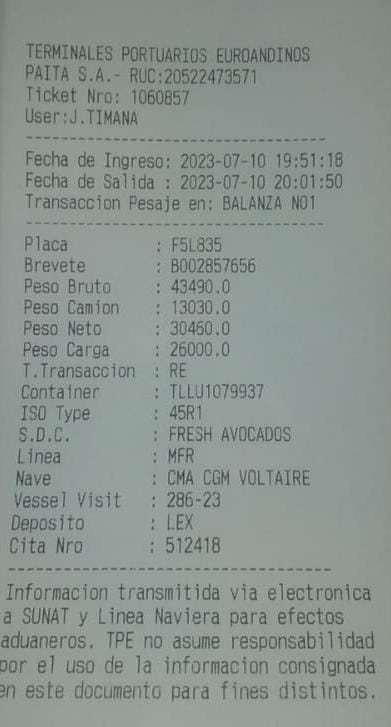 TERMINALES PORTUARIOS EUROANDINOS
PAITA S.A.- RUC:20522473571
Ticket Nro: 1060857
User:J.TIMANA
--------------------------------
Fecha de Ingreso: 2023-07-10 19:51:18
Fecha de Salida : 2023-07-10 20:01:50
Transaccion Pesaje en: BALANZA N01
--------------------------------
Placa : F5L835
Brevete : B002857656
Peso Bruto : 43490.0
Peso Camion : 13030.0
Peso Neto : 30460.0
Peso Carga : 26000.0
T.Transaccion : RE
Container : TLLU1079937
ISO Type : 45R1
S.D.C. : FRESH AVOCADOS
Linea : MFR
Nave : CMA CGM VOLTAIRE
Vessel Visit : 286-23
Deposito : LEX
Cita Nro : 512418
--------------------------------
Informacion transmitida via electronica
a SUNAT y Linea Naviera para efectos
aduaneros. TPE no asume responsabilidad
por el uso de la informacion consignada
en este documento para fines distintos.